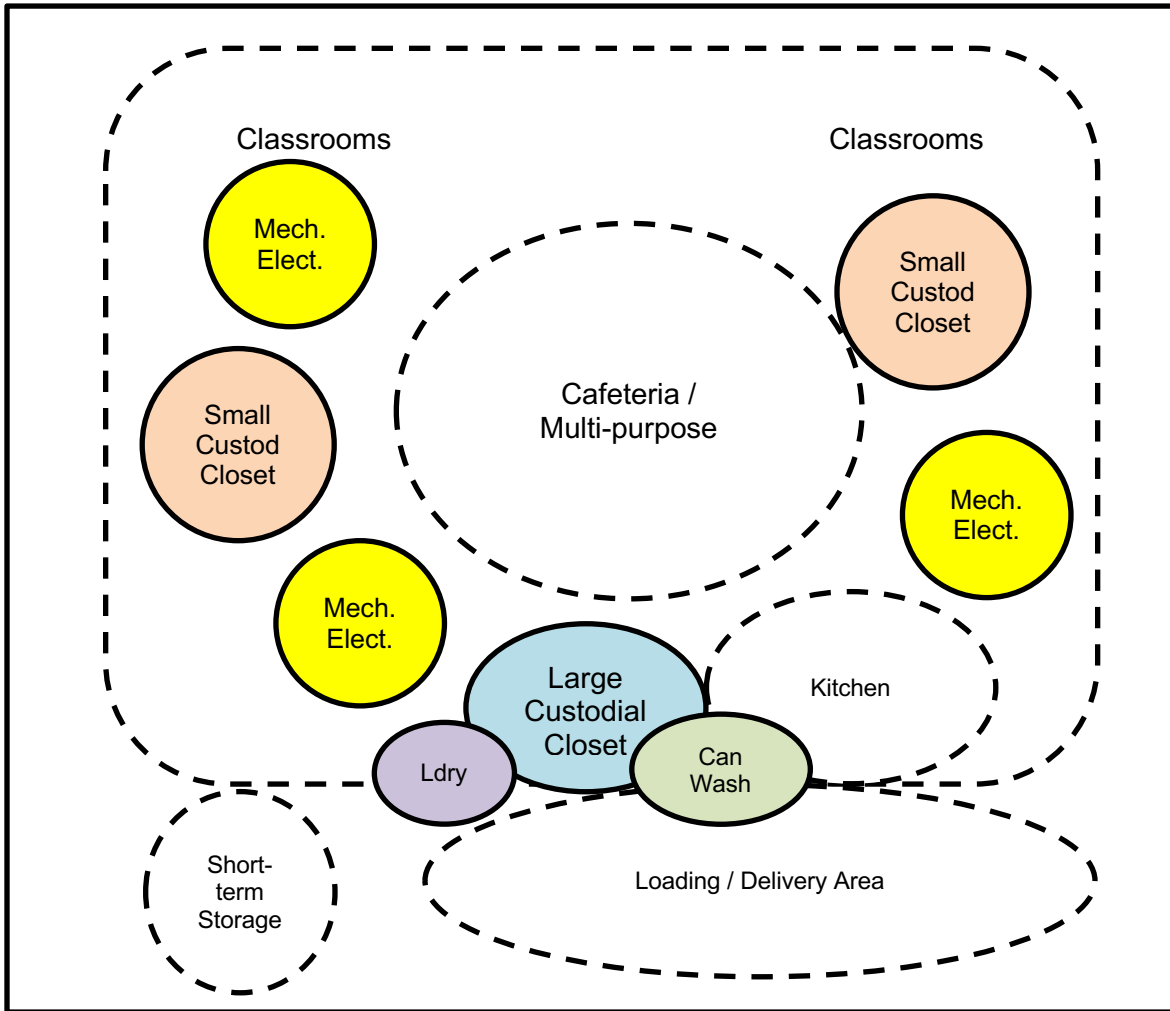 Classrooms
Classrooms
Mech.
Elect.
Small
Custod
Closet
Cafeteria /
Multi-purpose
Small
Custod
Closet
Mech.
Elect.
Mech.
Elect.
Large
Custodial
Closet
Kitchen
Ldry
Can
Wash
Short-
term
Storage
Loading / Delivery Area